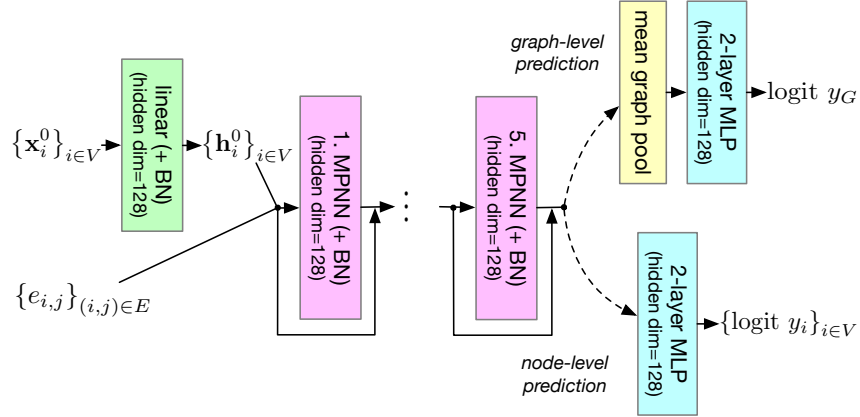 {x_i^0}_{i∈V}
linear (+ BN)
(hidden dim=128)
{h_i^0}_{i∈V}
{e_{i,j}}_{(i,j)∈E}
1. MPNN (+ BN)
(hidden dim=128)
⋮
5. MPNN (+ BN)
(hidden dim=128)
graph-level
prediction
mean graph pool
2-layer MLP
(hidden dim=128)
logit y_G
node-level
prediction
2-layer MLP
(hidden dim=128)
{logit y_i}_{i∈V}